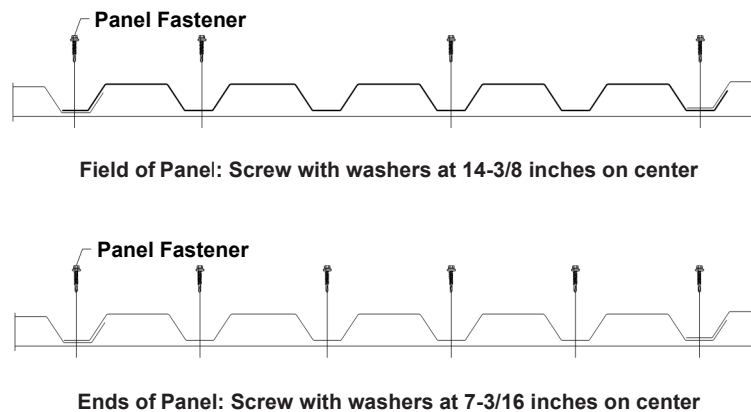 Panel Fastener
Field of Panel: Screw with washers at 14-3/8 inches on center
Panel Fastener
Ends of Panel: Screw with washers at 7-3/16 inches on center